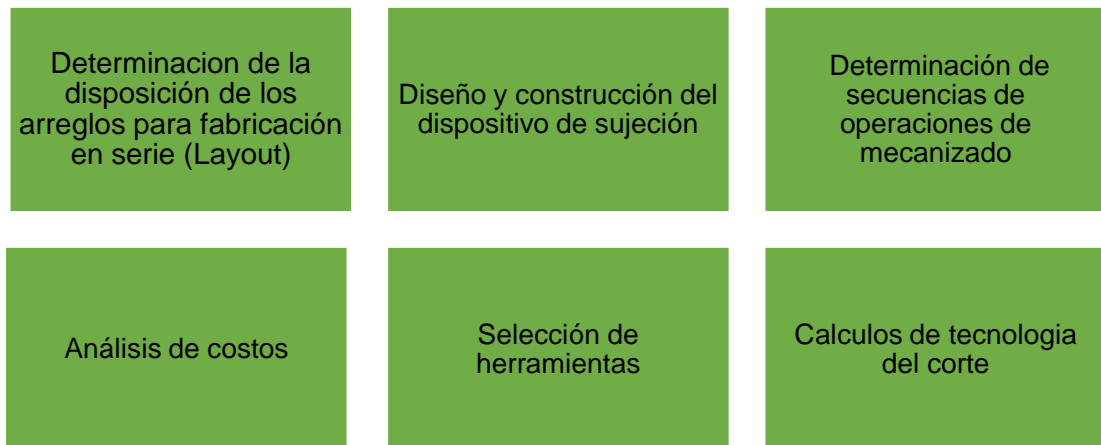 Determinacion de la
disposición de los
arreglos para fabricación
en serie (Layout)
Diseño y construcción del
dispositivo de sujeción
Determinación de
secuencias de
operaciones de
mecanizado
Análisis de costos
Selección de
herramientas
Calculos de tecnologia
del corte